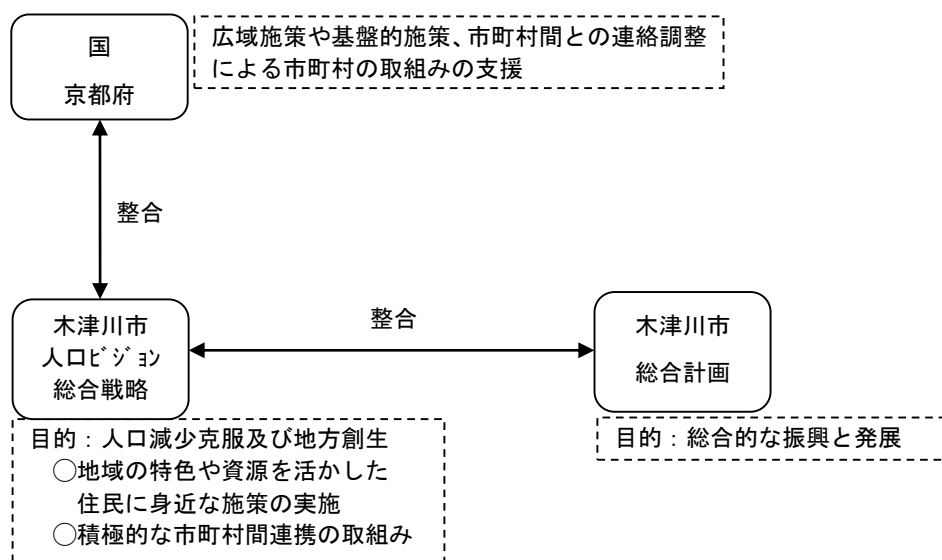 国
京都府
広域施策や基盤的施策、市町村間との連絡調整
による市町村の取組みの支援
整合
木津川市
人口ﾋﾞｼﾞｮﾝ
総合戦略
整合
木津川市
総合計画
目的：人口減少克服及び地方創生
○地域の特色や資源を活かした
住民に身近な施策の実施
○積極的な市町村間連携の取組み
目的：総合的な振興と発展